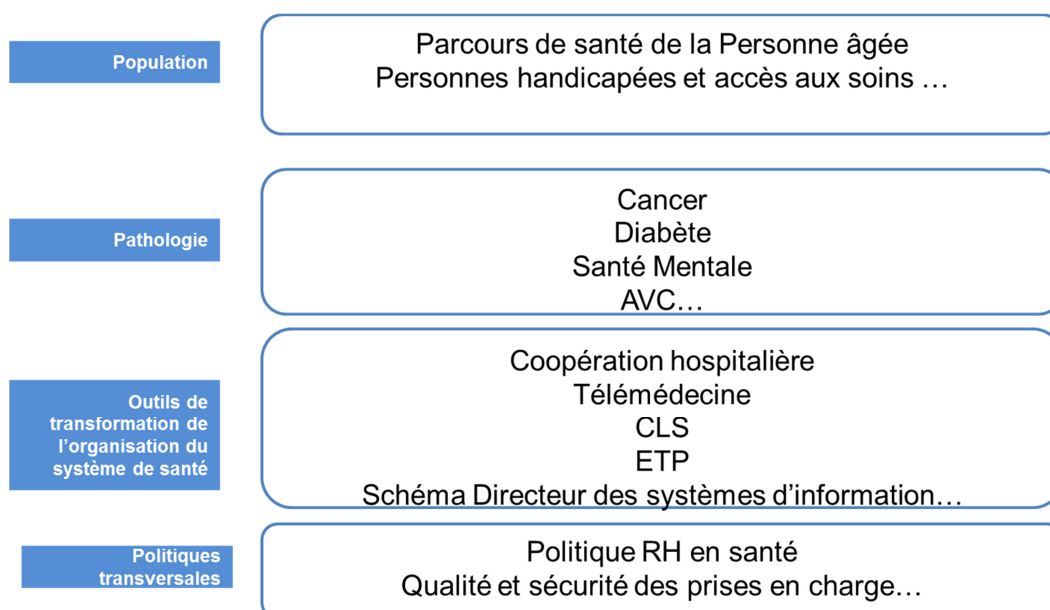 Population
Parcours de santé de la Personne âgée
Personnes handicapées et accès aux soins …
Pathologie
Cancer
Diabète
Santé Mentale
AVC…
Outils de
transformation de
l’organisation du
système de santé
Coopération hospitalière
Télémédecine
CLS
ETP
Schéma Directeur des systèmes d’information…
Politiques
transversales
Politique RH en santé
Qualité et sécurité des prises en charge…